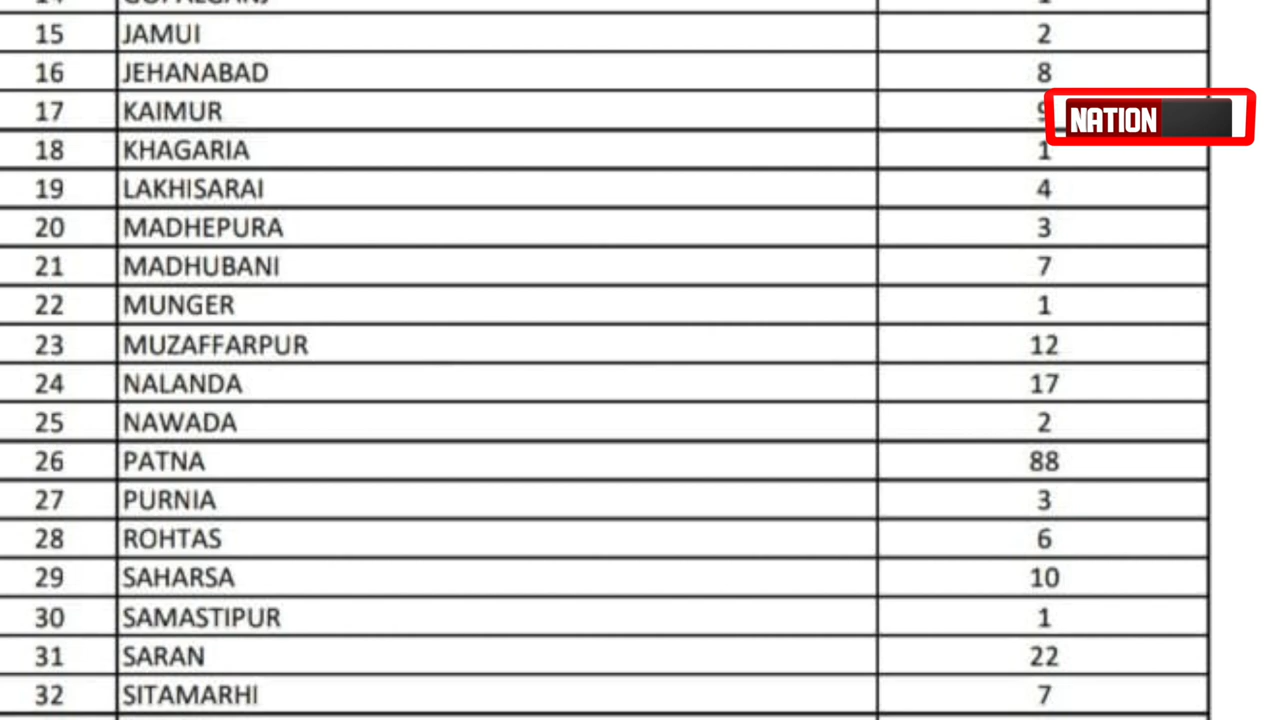 15 JAMUI 2
16 JEHANABAD 8
17 KAIMUR 9
NATION
18 KHAGARIA 1
19 LAKHISARAI 4
20 MADHEPURA 3
21 MADHUBANI 7
22 MUNGER 1
23 MUZAFFARPUR 12
24 NALANDA 17
25 NAWADA 2
26 PATNA 88
27 PURNIA 3
28 ROHTAS 6
29 SAHARSA 10
30 SAMASTIPUR 1
31 SARAN 22
32 SITAMARHI 7